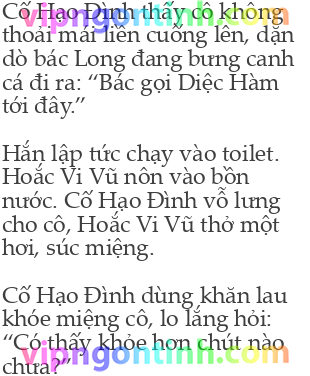 Cố Hạo Đình thấy cô không
thoải mái liền cuống lên, dặn
dò bác Long đang bưng canh
cá đi ra: “Bác gọi Diệc Hàm
tới đây.”
Hắn lập tức chạy vào toilet.
Hoắc Vi Vũ nôn vào bồn
nước. Cố Hạo Đình vỗ lưng
cho cô, Hoắc Vi Vũ thở một
hơi, súc miệng.
Cố Hạo Đình dùng khăn lau
khóe miệng cô, lo lắng hỏi:
“Có thấy khỏe hơn chút nào
chưa?”
vipngontinh.com
vipngontinh.com